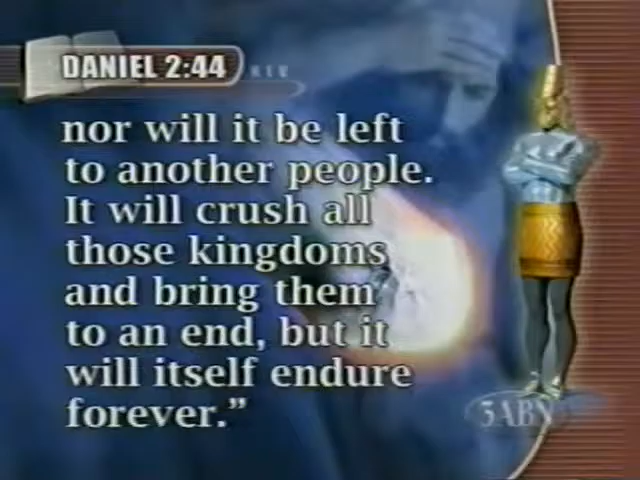 DANIEL 2:44
nor will it be left
to another people.
It will crush all
those kingdoms
and bring them
to an end, but it
will itself endure
forever.”
3ABN